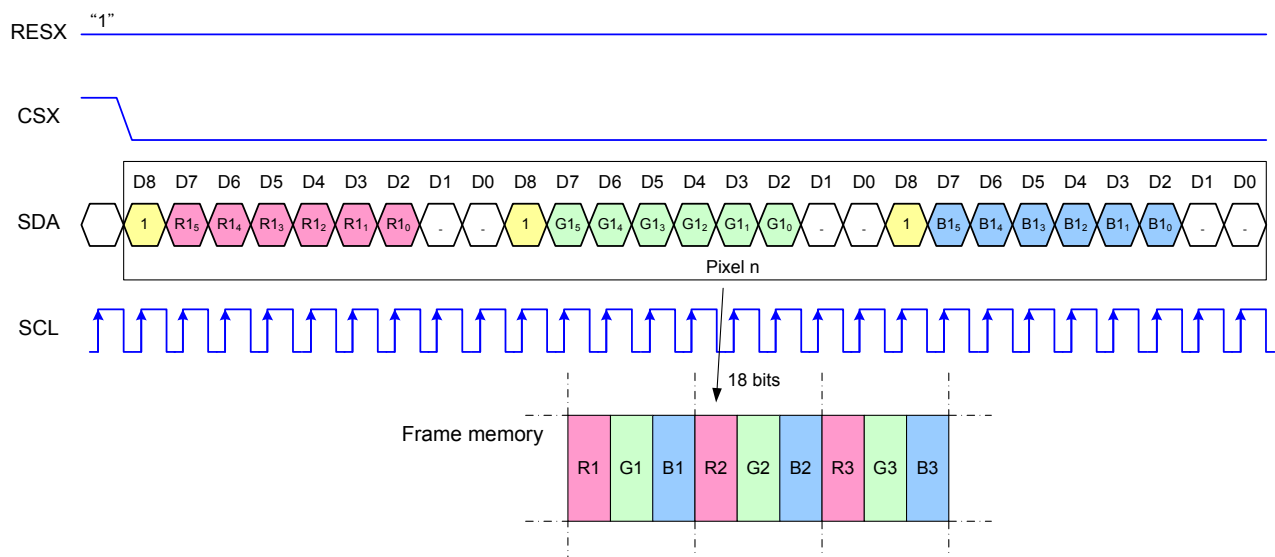 RESX “1”
CSX
D8 D7 D6 D5 D4 D3 D2 D1 D0 D8 D7 D6 D5 D4 D3 D2 D1 D0 D8 D7 D6 D5 D4 D3 D2 D1 D0
SDA 1 R1₅ R1₄ R1₃ R1₂ R1₁ R1₀ - - 1 G1₅ G1₄ G1₃ G1₂ G1₁ G1₀ - - 1 B1₅ B1₄ B1₃ B1₂ B1₁ B1₀ - -
Pixel n
SCL
18 bits
Frame memory
R1 G1 B1 R2 G2 B2 R3 G3 B3